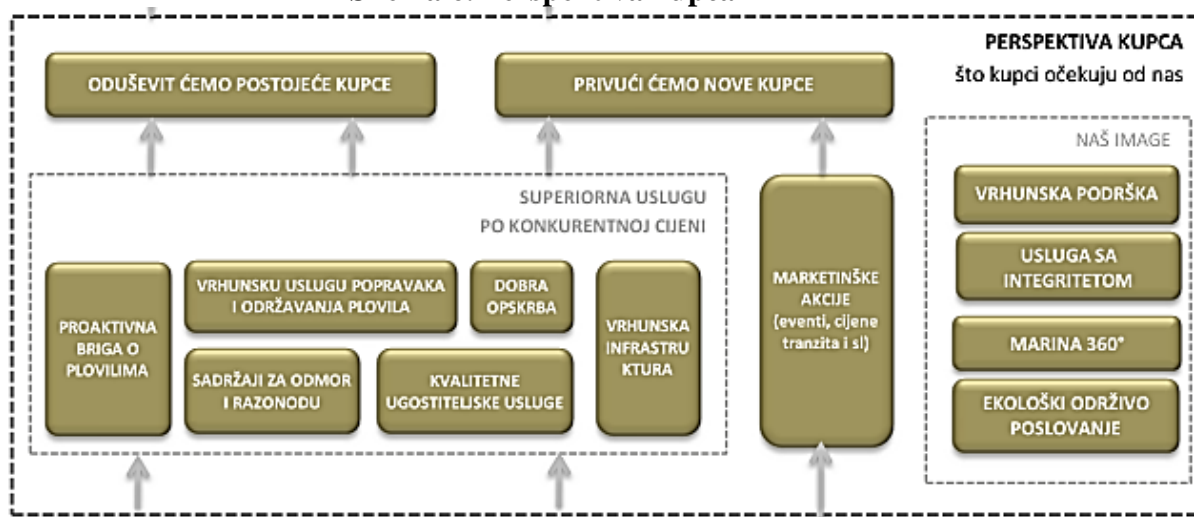 PERSPEKTIVA KUPCA
što kupci očekuju od nas
ODUŠEVIT ĆEMO POSTOJEĆE KUPCE
PRIVUĆI ĆEMO NOVE KUPCE
SUPERIORNA USLUGU
PO KONKURENTNOJ CIJENI
PROAKTIVNA
BRIGA O
PLOVILIMA
VRHUNSKU USLUGU POPRAVAKA
I ODRŽAVANJA PLOVILA
DOBRA
OPSKRBA
SADRŽAJI ZA ODMOR
I RAZONODU
KVALITETNE
UGOSTITELJSKE USLUGE
VRHUNSKA
INFRASTRU
KTURA
MARKETINŠKE
AKCIJE
(eventi, cijene
tranzita i sl)
NAŠ IMAGE
VRHUNSKA PODRŠKA
USLUGA SA
INTEGRITETOM
MARINA 360°
EKOLOŠKI ODRŽIVO
POSLOVANJE